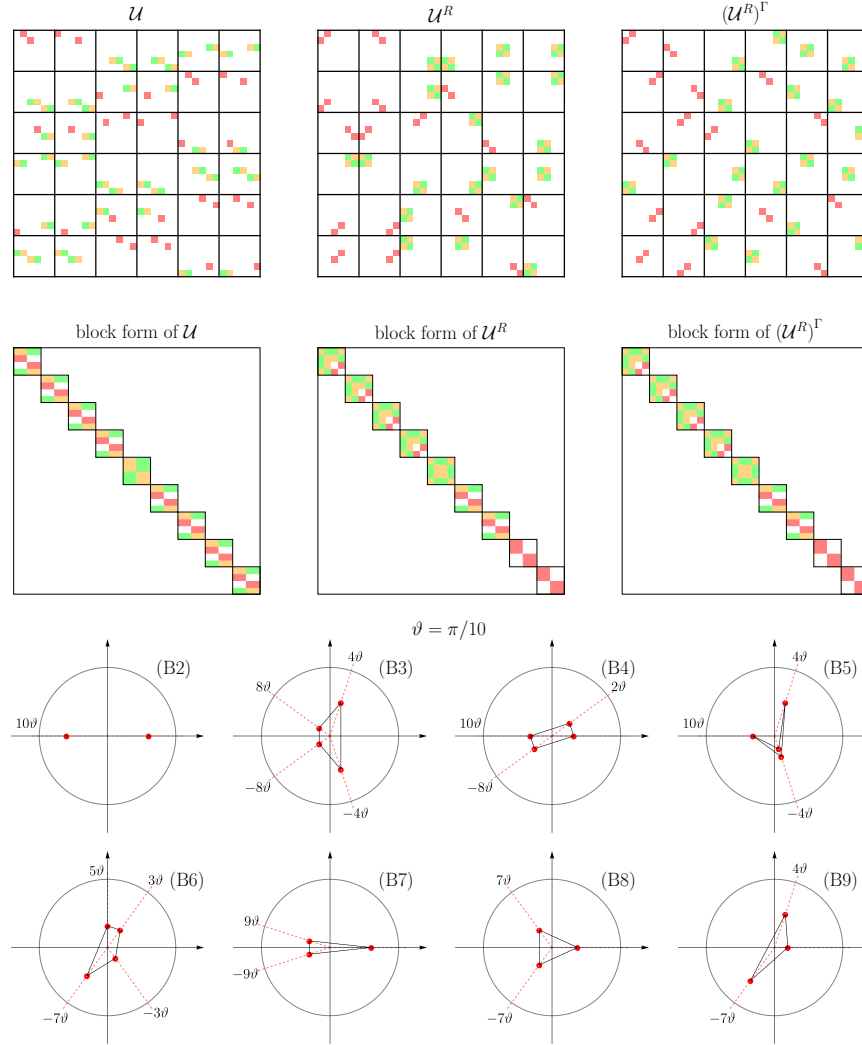 𝒰 𝒰^R (𝒰^R)^Γ
block form of 𝒰 block form of 𝒰^R block form of (𝒰^R)^Γ
ϑ = π/10
(B2) (B3) (B4) (B5)
4ϑ 4ϑ
8ϑ 2ϑ
10ϑ 10ϑ 10ϑ
−8ϑ −8ϑ
−4ϑ −4ϑ
(B6) (B7) (B8) (B9)
5ϑ 3ϑ 7ϑ 4ϑ
9ϑ
−9ϑ
−7ϑ −3ϑ −7ϑ